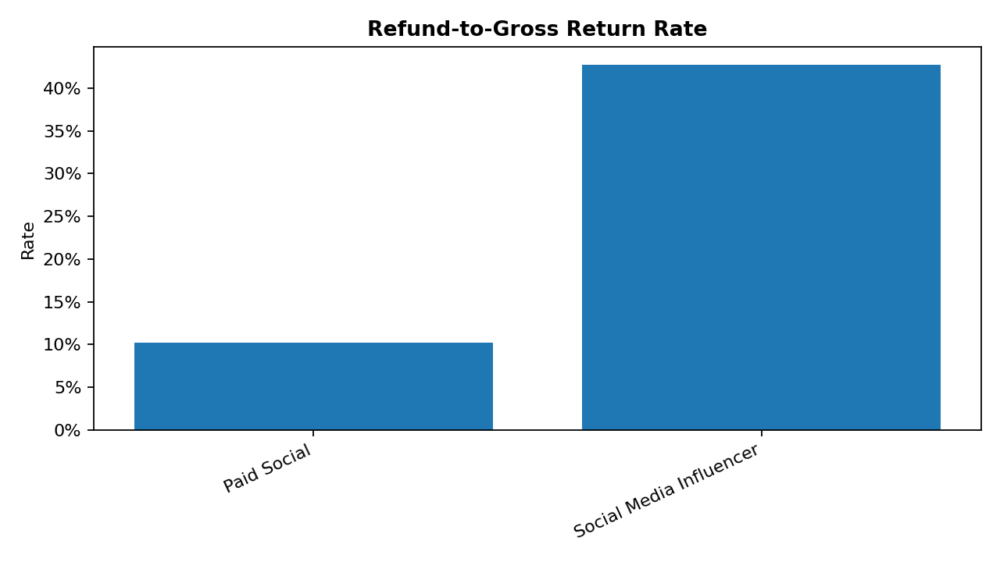 Refund-to-Gross Return Rate
Rate
40%
35%
30%
25%
20%
15%
10%
5%
0%
Paid Social
Social Media Influencer